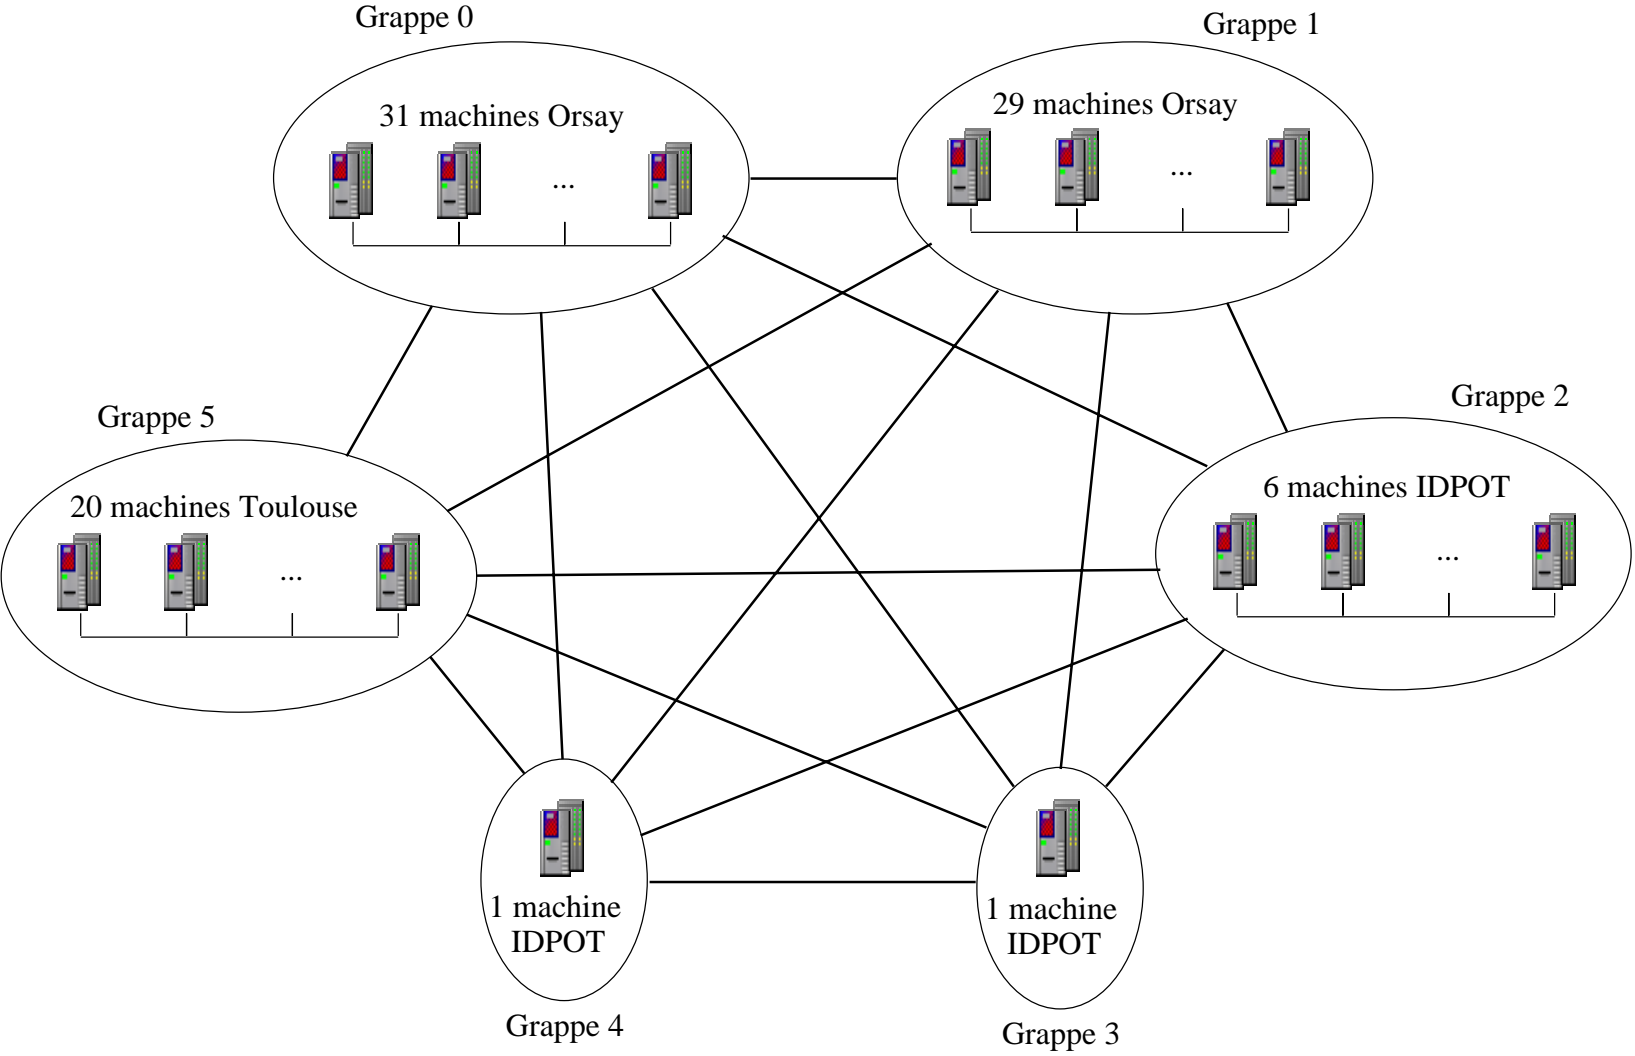 Grappe 0
Grappe 1
31 machines Orsay
...
29 machines Orsay
...
Grappe 5
Grappe 2
20 machines Toulouse
...
6 machines IDPOT
...
1 machine
IDPOT
Grappe 4
1 machine
IDPOT
Grappe 3